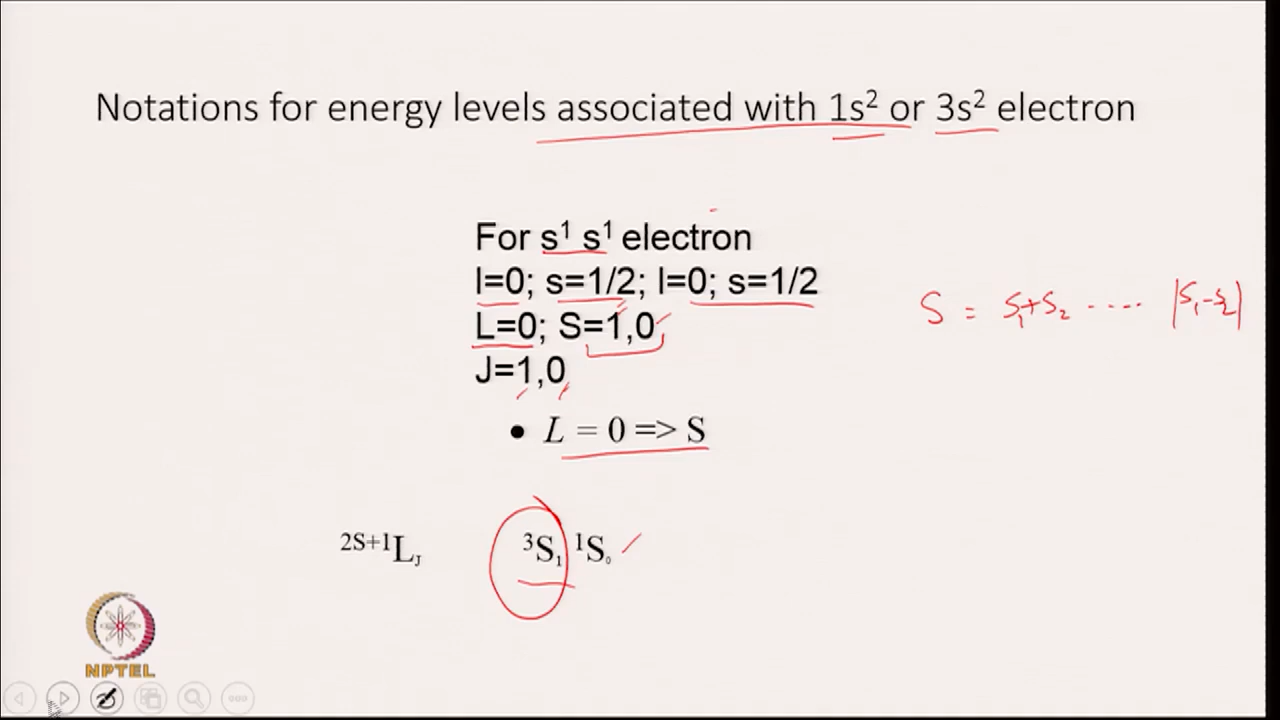 Notations for energy levels associated with 1s² or 3s² electron
For s¹ s¹ electron
l=0; s=1/2; l=0; s=1/2
L=0; S=1,0
S = S₁+S₂ ..... |S₁-S₂|
J=1,0
• L = 0 => S
²ˢ⁺¹L_J ³S₁ ¹S₀
NPTEL